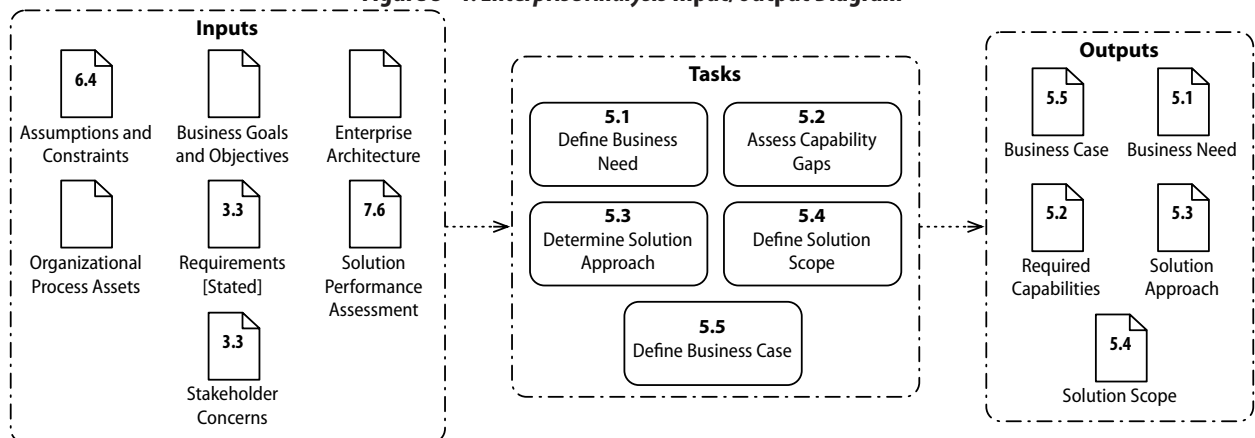 Inputs
6.4
Assumptions and
Constraints
Business Goals
and Objectives
Enterprise
Architecture
Organizational
Process Assets
3.3
Requirements
[Stated]
7.6
Solution
Performance
Assessment
3.3
Stakeholder
Concerns
Tasks
5.1
Define Business
Need
5.2
Assess Capability
Gaps
5.3
Determine Solution
Approach
5.4
Define Solution
Scope
5.5
Define Business Case
Outputs
5.5
Business Case
5.1
Business Need
5.2
Required
Capabilities
5.3
Solution
Approach
5.4
Solution Scope